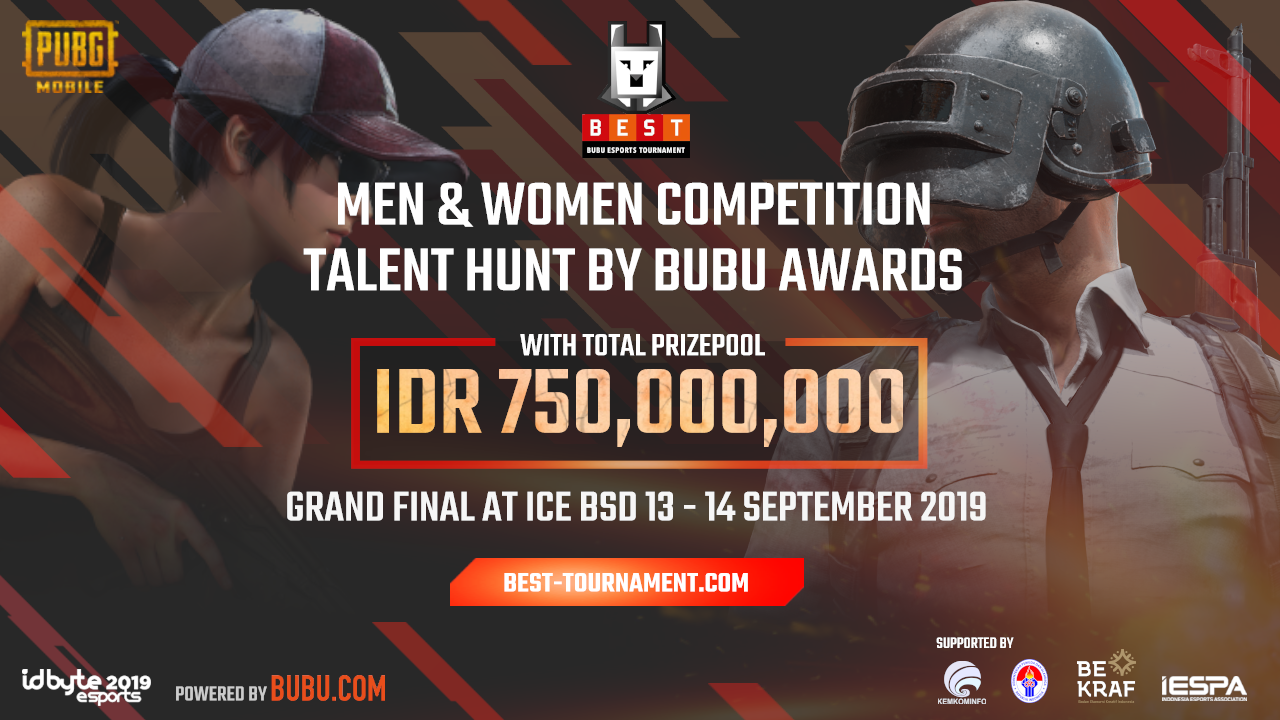 PUBG
MOBILE
BEST
BUBU ESPORTS TOURNAMENT
MEN & WOMEN COMPETITION
TALENT HUNT BY BUBU AWARDS
WITH TOTAL PRIZEPOOL
IDR 750,000,000
GRAND FINAL AT ICE BSD 13 - 14 SEPTEMBER 2019
BEST-TOURNAMENT.COM
idbyte 2019
esports
POWERED BY BUBU.COM
SUPPORTED BY
KEMKOMINFO
BE
KRAF
IESPA
INDONESIA ESPORTS ASSOCIATION